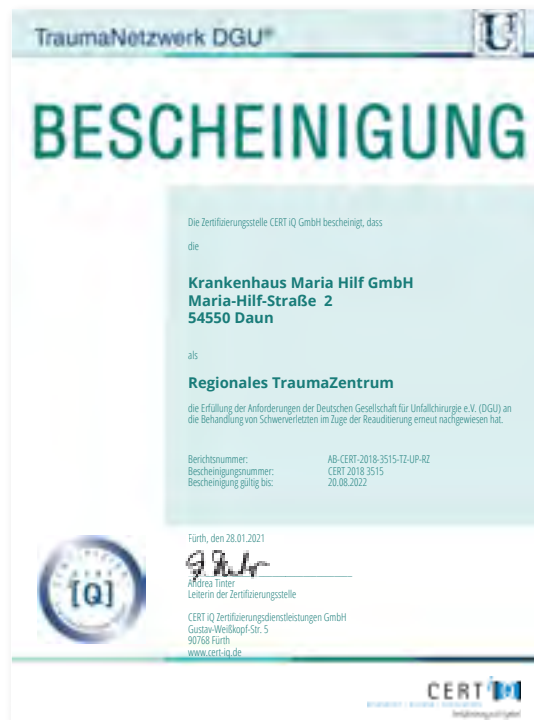 TraumaNetzwerk DGU®
U
BESCHEINIGUNG
Die Zertifizierungsstelle CERT iQ GmbH bescheinigt, dass
die
Krankenhaus Maria Hilf GmbH
Maria-Hilf-Straße 2
54550 Daun
als
Regionales TraumaZentrum
die Erfüllung der Anforderungen der Deutschen Gesellschaft für Unfallchirurgie e.V. (DGU) an
die Behandlung von Schwerverletzten im Zuge der Reauditierung erneut nachgewiesen hat.
Berichtsnummer: AB-CERT-2018-3515-TZ-UP-RZ
Bescheinigungsnummer: CERT 2018 3515
Bescheinigung gültig bis: 20.08.2022
Fürth, den 28.01.2021
Andrea Tinter
Leiterin der Zertifizierungsstelle
[Q]
CERT iQ Zertifizierungsdienstleistungen GmbH
Gustav-Weißkopf-Str. 5
90768 Fürth
www.cert-iq.de
CERT iQ